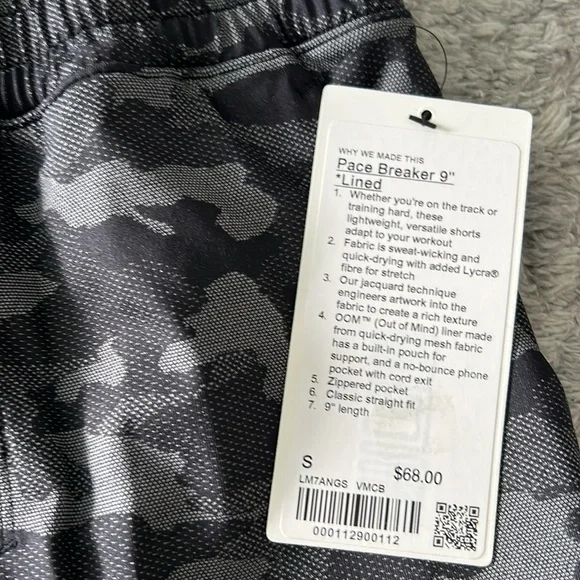 WHY WE MADE THIS
Pace Breaker 9"
*Lined
1. Whether you're on the track or
training hard, these
lightweight, versatile shorts
adapt to your workout
2. Fabric is sweat-wicking and
quick-drying with added Lycra®
fibre for stretch
3. Our jacquard technique
engineers artwork into the
fabric to create a rich texture
4. OOM™ (Out of Mind) liner made
from quick-drying mesh fabric
has a built-in pouch for
support, and a no-bounce phone
pocket with cord exit
5. Zippered pocket
6. Classic straight fit
7. 9" length
S $68.00
LM7ANGS VMCB
000112900112